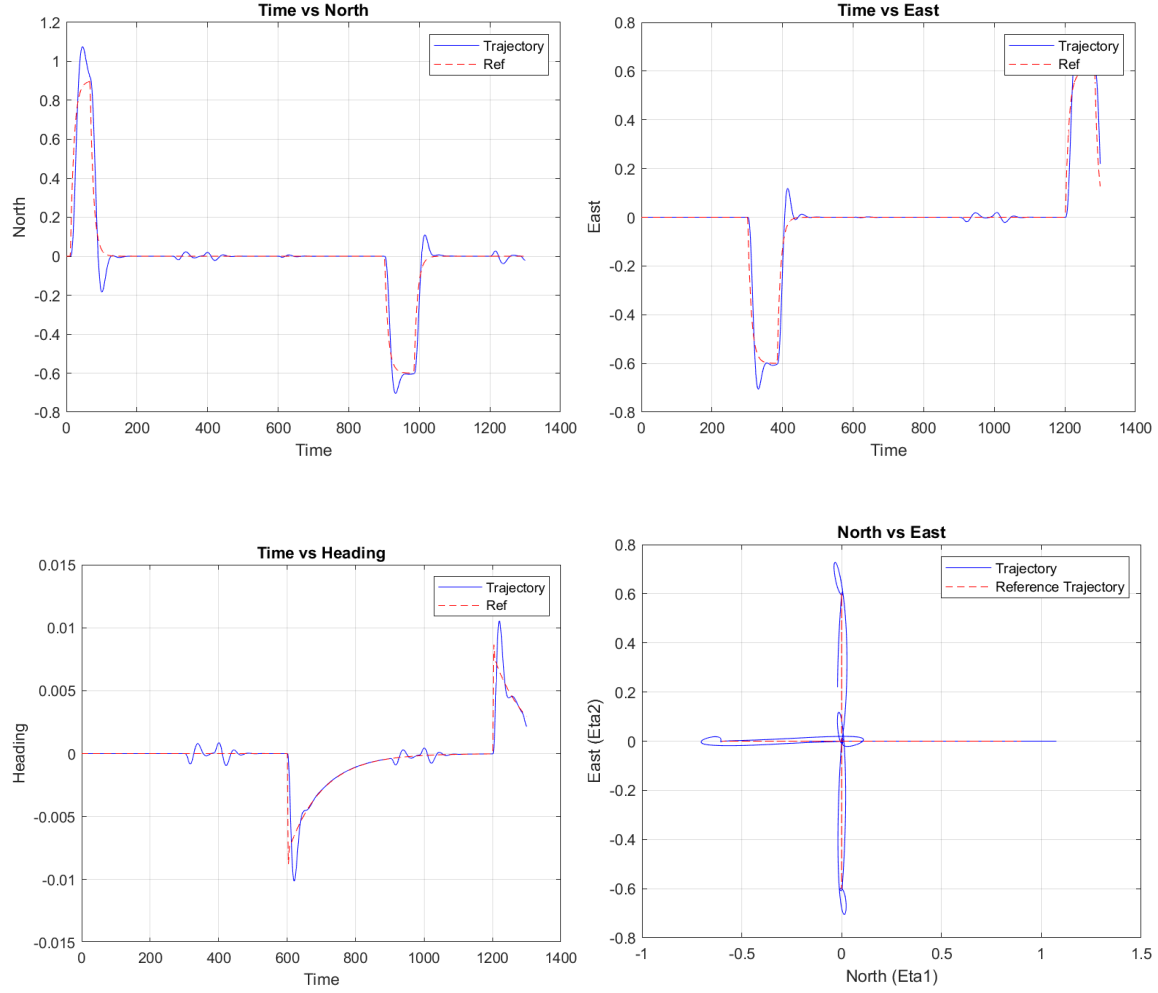 Time vs North
1.2
1
0.8
0.6
0.4
0.2
0
-0.2
-0.4
-0.6
-0.8
North
0 200 400 600 800 1000 1200 1400
Time
Trajectory
Ref
Time vs East
0.8
0.6
0.4
0.2
0
-0.2
-0.4
-0.6
-0.8
East
0 200 400 600 800 1000 1200 1400
Time
Trajectory
Ref
Time vs Heading
0.015
0.01
0.005
0
-0.005
-0.01
-0.015
Heading
0 200 400 600 800 1000 1200 1400
Time
Trajectory
Ref
North vs East
0.8
0.6
0.4
0.2
0
-0.2
-0.4
-0.6
-0.8
East (Eta2)
-1 -0.5 0 0.5 1 1.5
North (Eta1)
Trajectory
Reference Trajectory